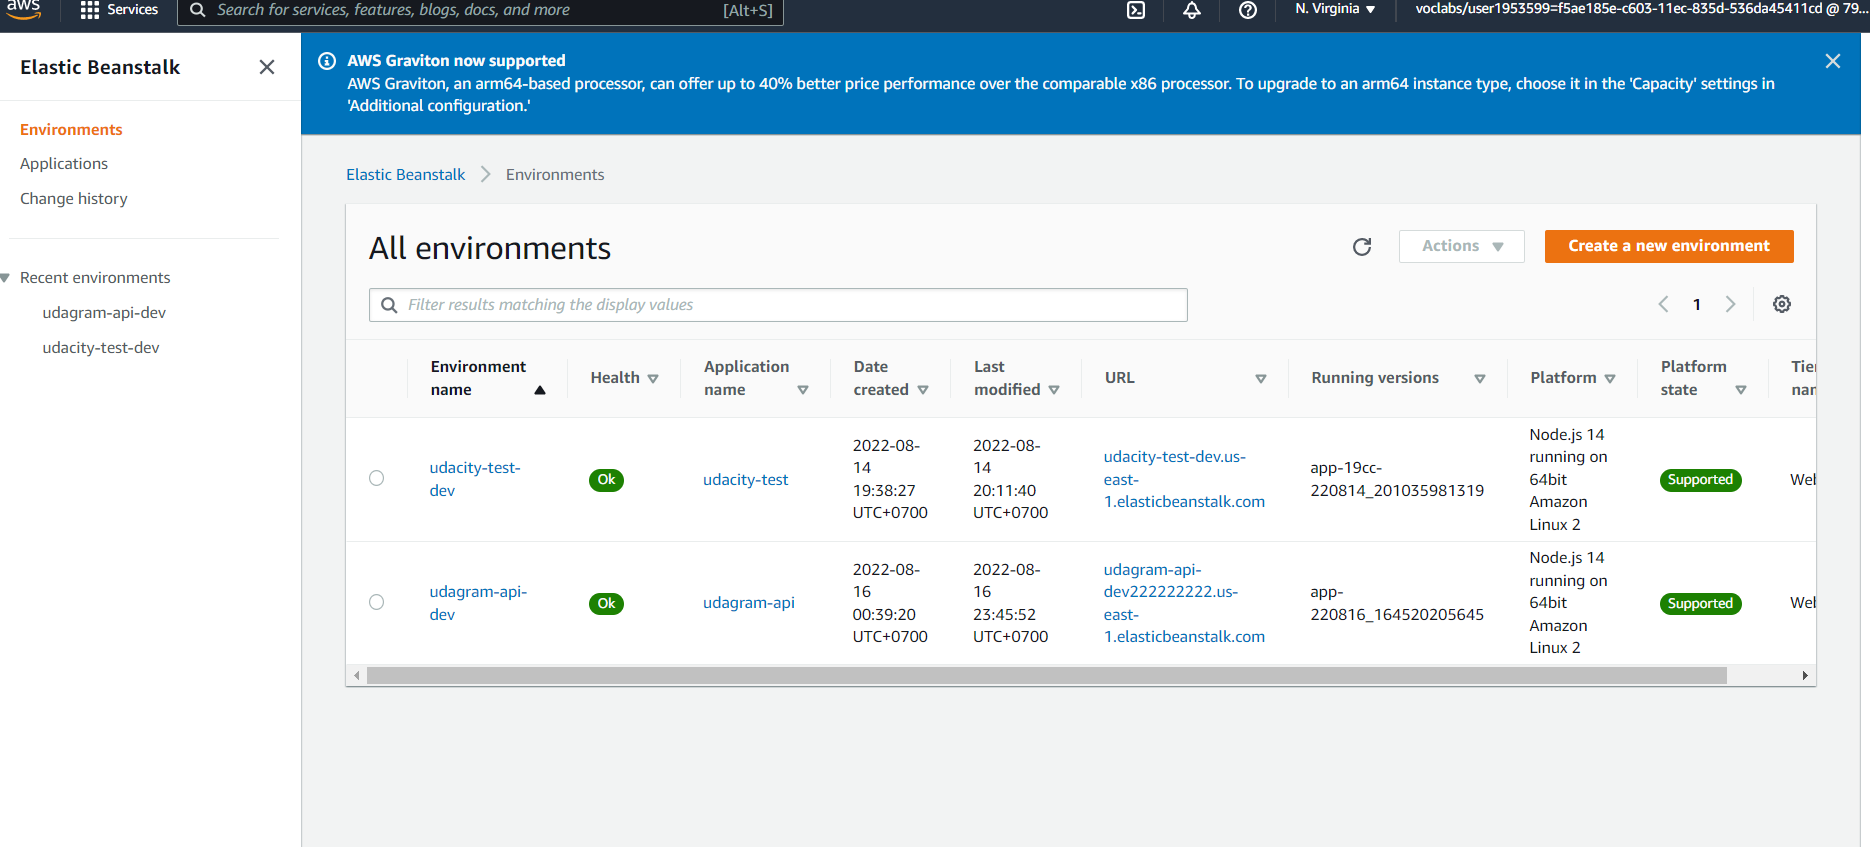 aws
Services
Search for services, features, blogs, docs, and more
[Alt+S]
N. Virginia
voclabs/user1953599=f5ae185e-c603-11ec-835d-536da45411cd @ 79...
Elastic Beanstalk
Environments
Applications
Change history
Recent environments
udagram-api-dev
udacity-test-dev
AWS Graviton now supported
AWS Graviton, an arm64-based processor, can offer up to 40% better price performance over the comparable x86 processor. To upgrade to an arm64 instance type, choose it in the 'Capacity' settings in
'Additional configuration.'
Elastic Beanstalk
Environments
All environments
Actions
Create a new environment
Filter results matching the display values
1
Environment
name
Health
Application
name
Date
created
Last
modified
URL
Running versions
Platform
Platform
state
Tier
nam
udacity-test-
dev
Ok
udacity-test
2022-08-
14
19:38:27
UTC+0700
2022-08-
14
20:11:40
UTC+0700
udacity-test-dev.us-
east-
1.elasticbeanstalk.com
app-19cc-
220814_201035981319
Node.js 14
running on
64bit
Amazon
Linux 2
Supported
Web
udagram-api-
dev
Ok
udagram-api
2022-08-
16
00:39:20
UTC+0700
2022-08-
16
23:45:52
UTC+0700
udagram-api-
dev222222222.us-
east-
1.elasticbeanstalk.com
app-
220816_164520205645
Node.js 14
running on
64bit
Amazon
Linux 2
Supported
Web